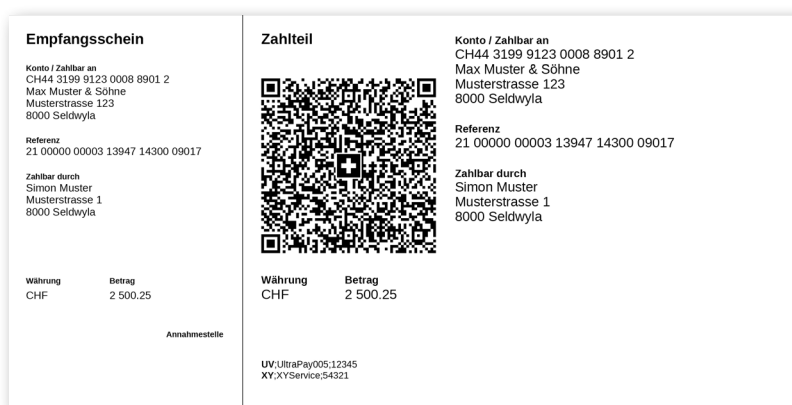 Empfangsschein
Konto / Zahlbar an
CH44 3199 9123 0008 8901 2
Max Muster & Söhne
Musterstrasse 123
8000 Seldwyla
Referenz
21 00000 00003 13947 14300 09017
Zahlbar durch
Simon Muster
Musterstrasse 1
8000 Seldwyla
Währung Betrag
CHF 2 500.25
Annahmestelle
Zahlteil
Währung Betrag
CHF 2 500.25
UV;UltraPay005;12345
XY;XYService;54321
Konto / Zahlbar an
CH44 3199 9123 0008 8901 2
Max Muster & Söhne
Musterstrasse 123
8000 Seldwyla
Referenz
21 00000 00003 13947 14300 09017
Zahlbar durch
Simon Muster
Musterstrasse 1
8000 Seldwyla